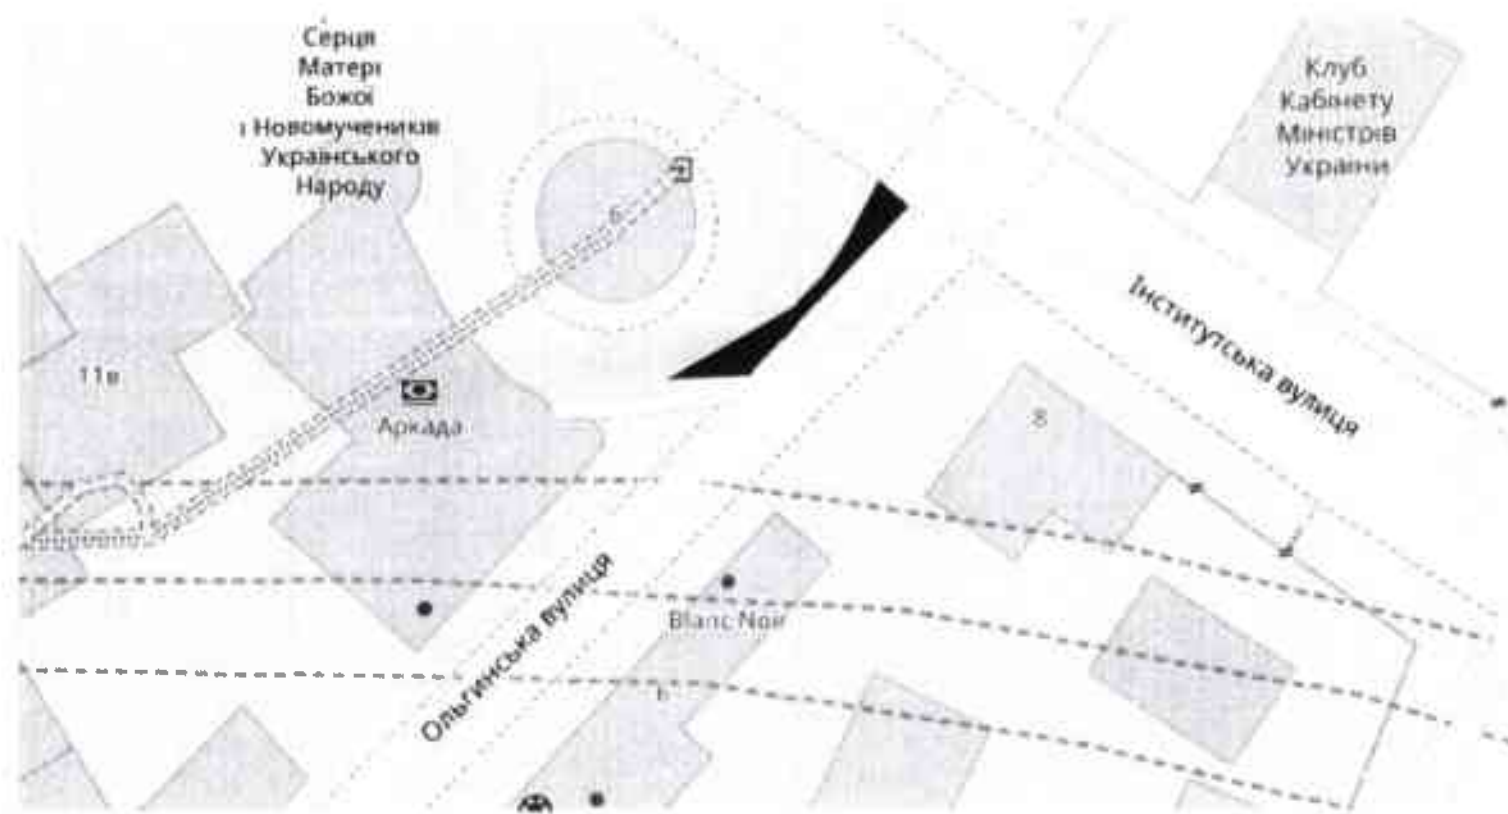 Серця
Матері
Божої
і Новомучеників
Українського
Народу
Клуб
Кабінету
Міністрів
України
6
Інститутська вулиця
11в
Аркада
8
Ольгинська вулиця
Blanc Noir